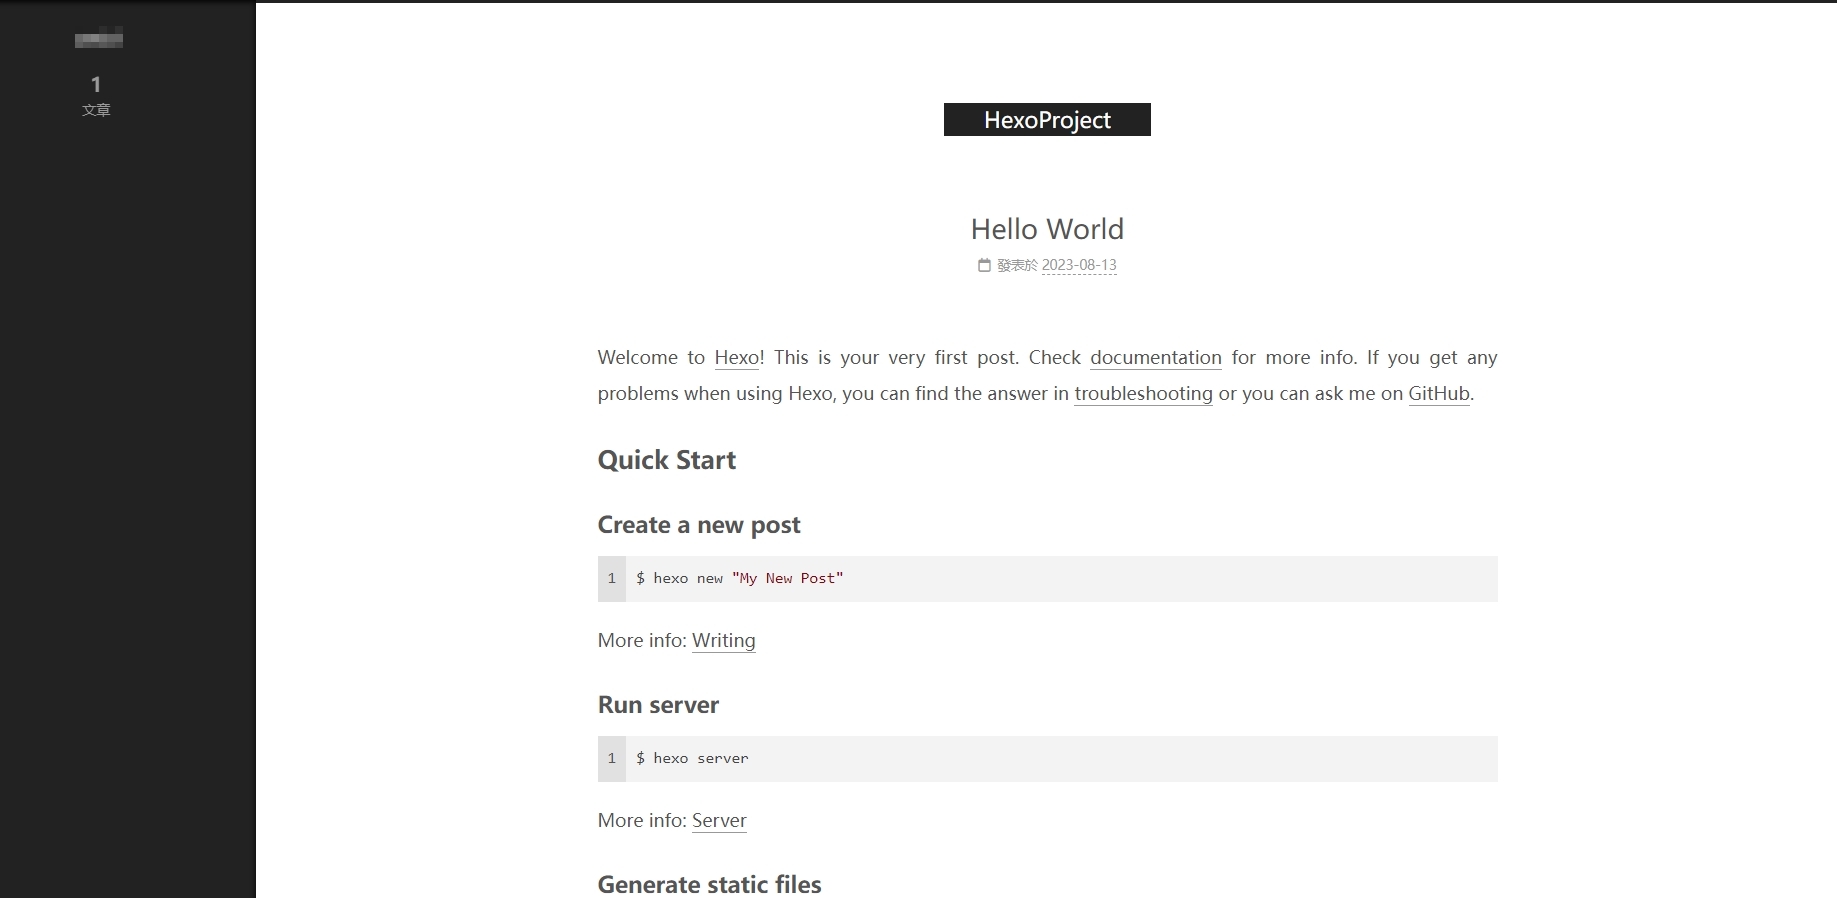 1
文章
HexoProject
Hello World
發表於 2023-08-13
Welcome to Hexo! This is your very first post. Check documentation for more info. If you get any
problems when using Hexo, you can find the answer in troubleshooting or you can ask me on GitHub.
Quick Start
Create a new post
1 $ hexo new "My New Post"
More info: Writing
Run server
1 $ hexo server
More info: Server
Generate static files